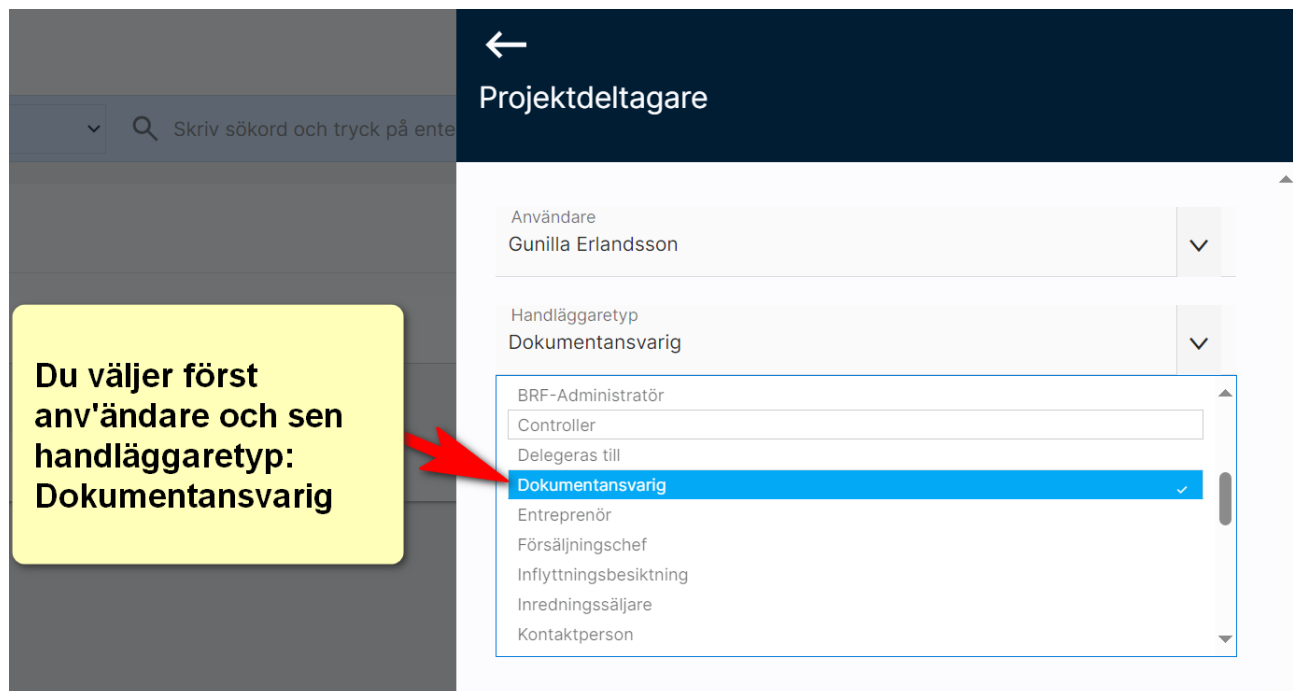 Projektdeltagare
Skriv sökord och tryck på ente
Användare
Gunilla Erlandsson
Handläggaretyp
Dokumentansvarig
Du väljer först
anv'ändare och sen
handläggaretyp:
Dokumentansvarig
BRF-Administratör
Controller
Delegeras till
Dokumentansvarig
Entreprenör
Försäljningschef
Inflyttningsbesiktning
Inredningssäljare
Kontaktperson